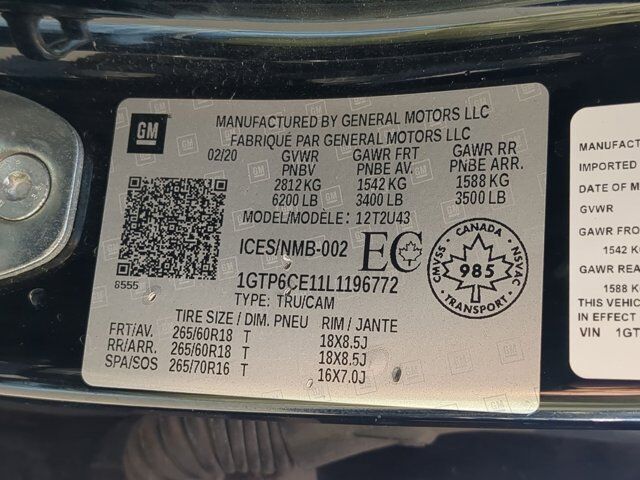 GM
MANUFACTURED BY GENERAL MOTORS LLC
FABRIQUÉ PAR GENERAL MOTORS LLC
02/20 GVWR GAWR FRT GAWR RR
PNBV PNBE AV. PNBE ARR.
2812 KG 1542 KG 1588 KG
6200 LB 3400 LB 3500 LB
MODEL/MODÈLE: 12T2U43
ICES/NMB-002 EC
CANADA
CMVSS 985 NSVAC
TRANSPORT
8555
1GTP6CE11L1196772
TYPE: TRU/CAM
TIRE SIZE / DIM. PNEU RIM / JANTE
FRT/AV. 265/60R18 T 18X8.5J
RR/ARR. 265/60R18 T 18X8.5J
SPA/SOS 265/70R16 T 16X7.0J
MANUFACT
IMPORTED
DATE OF M
GVWR
GAWR FRO
1542 KG
GAWR REA
1588 KG
THIS VEHIC
IN EFFECT
VIN 1GT